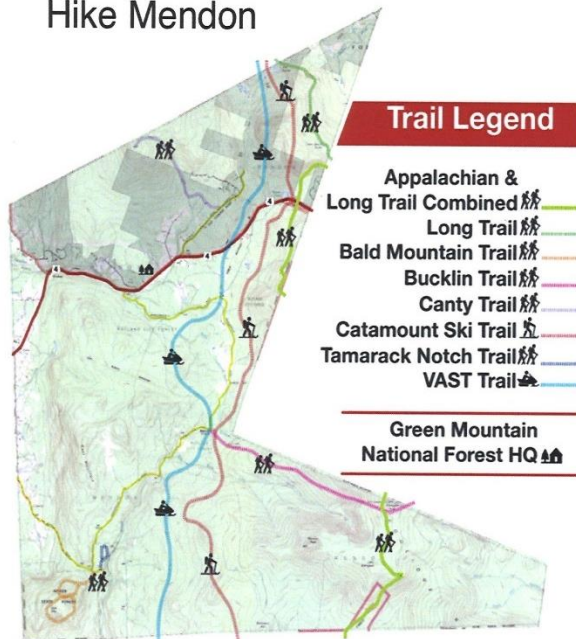 Hike Mendon
Trail Legend
Appalachian &
Long Trail Combined
Long Trail
Bald Mountain Trail
Bucklin Trail
Canty Trail
Catamount Ski Trail
Tamarack Notch Trail
VAST Trail
Green Mountain
National Forest HQ
4
4
4